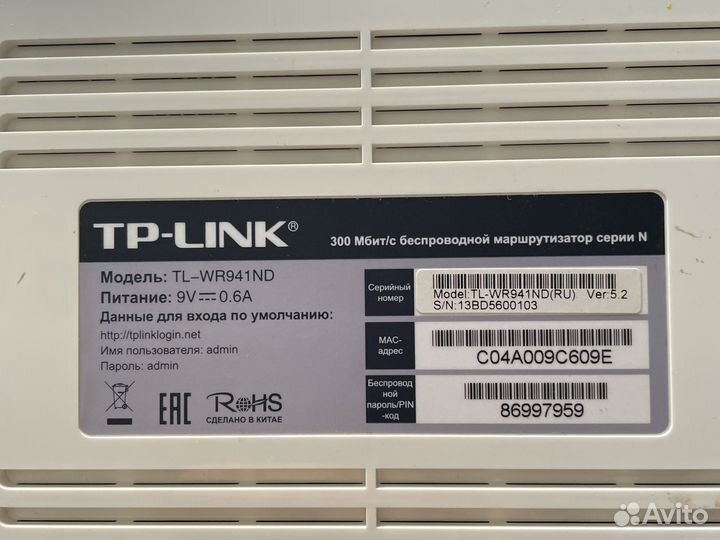 TP-LINK®
300 Мбит/с беспроводной маршрутизатор серии N
Модель: TL-WR941ND
Питание: 9V⎓0.6A
Данные для входа по умолчанию:
http://tplinklogin.net
Имя пользователя: admin
Пароль: admin
EAC
RoHS
СДЕЛАНО В КИТАЕ
Серийный
номер
Model:TL-WR941ND(RU) Ver:5.2
S/N:13BD5600103
MAC-
адрес
C04A009C609E
Беспровод
ной
пароль/PIN
-код
86997959
Avito